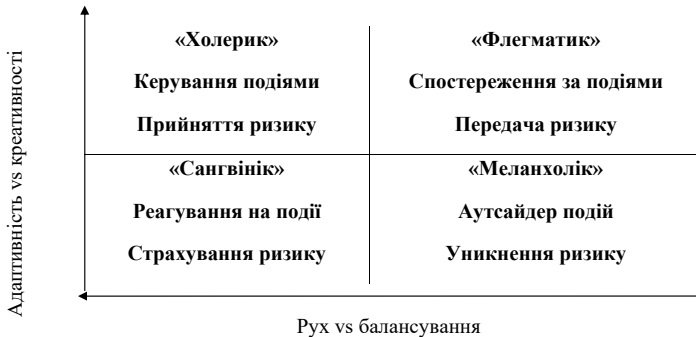 Адаптивність vs креативності
«Холерик»
Керування подіями
Прийняття ризику
«Флегматик»
Спостереження за подіями
Передача ризику
«Сангвінік»
Реагування на події
Страхування ризику
«Меланхолік»
Аутсайдер подій
Уникнення ризику
Рух vs балансування